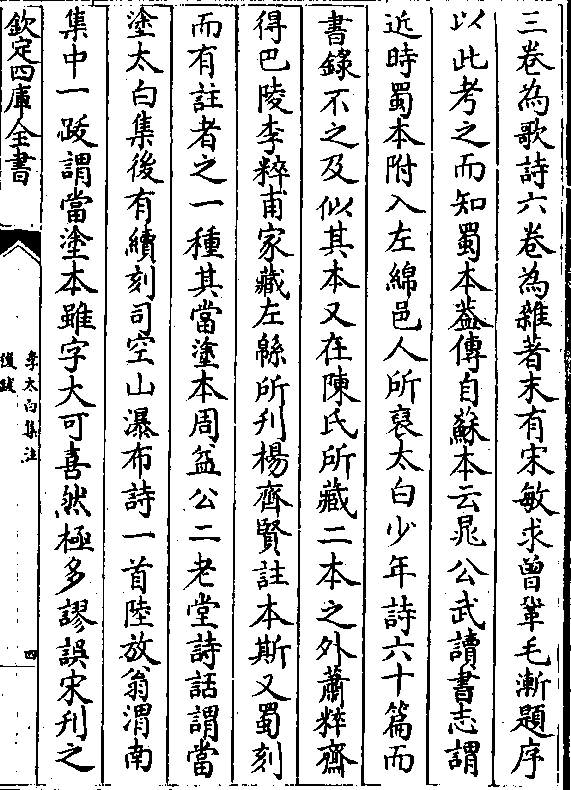 三卷為歌詩六卷為雜著末有宋敏求曾鞏毛漸題序
以此考之而知蜀本葢傳自蘇本云晁公武讀書志謂
近時蜀本附入左綿邑人所裒太白少年詩六十篇而
書錄不之及似其本又在陳氏所藏二本之外蕭粹齋
得巴陵李粹甫家藏左緜所刊楊齊賢註本斯又蜀刻
而有註者之一種其當塗本周益公二老堂詩話謂當
塗太白集後有續刻司空山瀑布詩一首陸放翁渭南
集中一跋謂當塗本雖字大可喜然極多謬誤宋刋之
欽定四庫全書
李太白集注
後跋
四